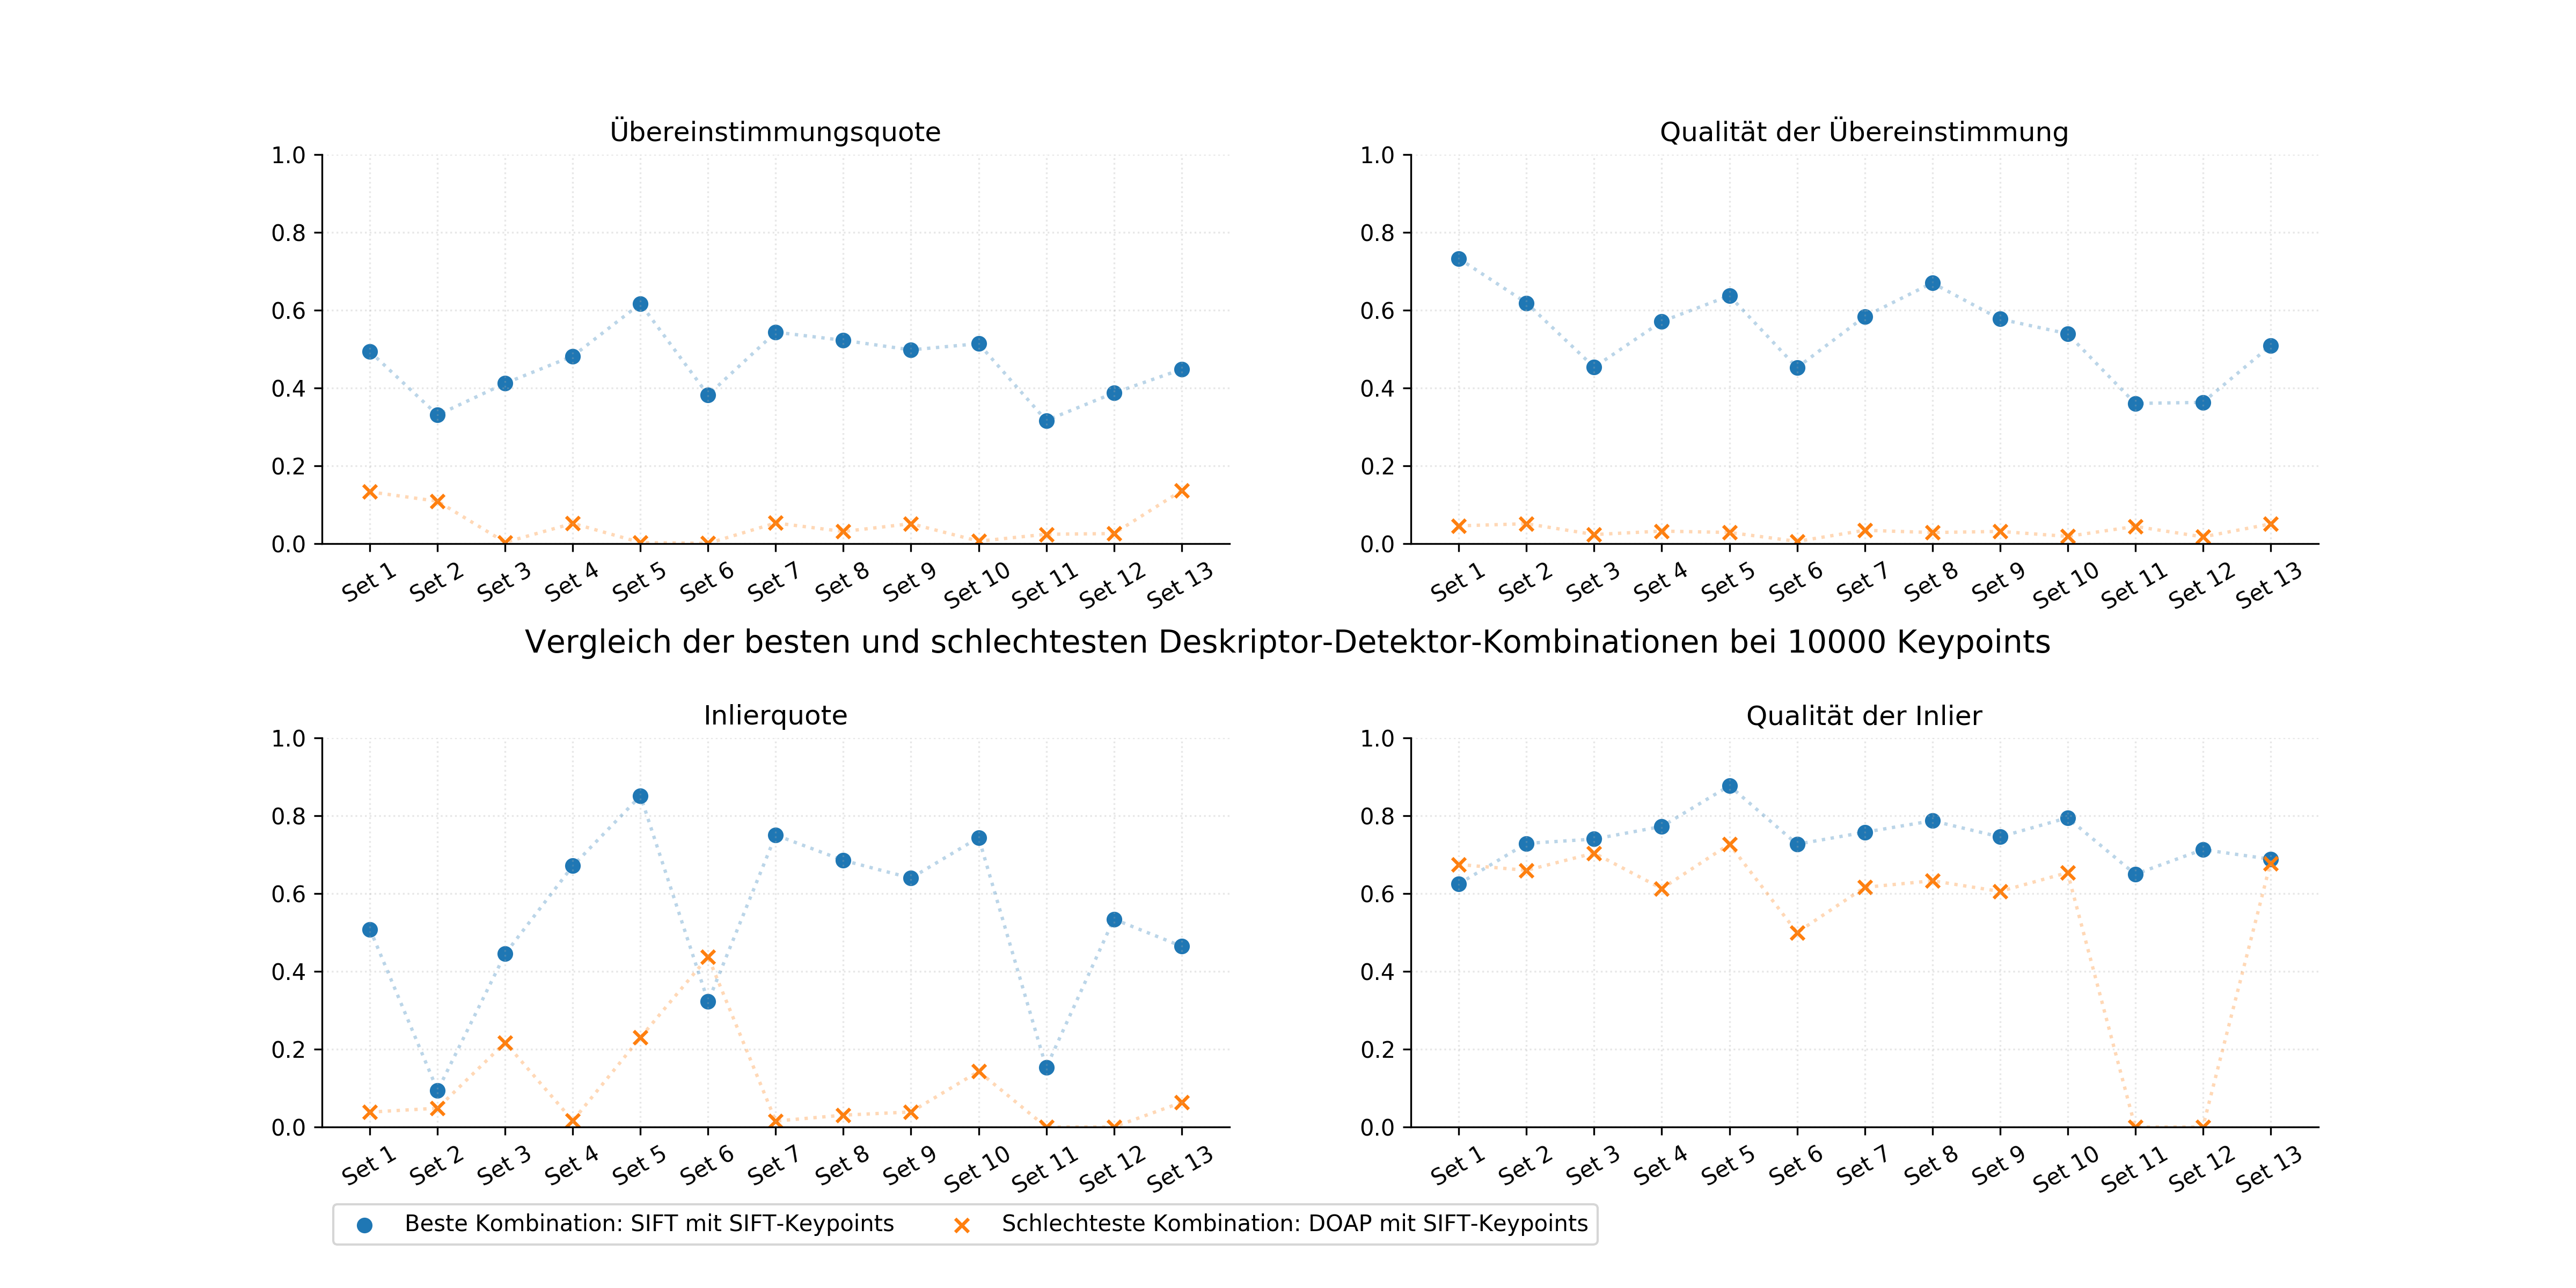 Übereinstimmungsquote
1.0
0.8
0.6
0.4
0.2
0.0
Set 1 Set 2 Set 3 Set 4 Set 5 Set 6 Set 7 Set 8 Set 9 Set 10 Set 11 Set 12 Set 13
Qualität der Übereinstimmung
1.0
0.8
0.6
0.4
0.2
0.0
Set 1 Set 2 Set 3 Set 4 Set 5 Set 6 Set 7 Set 8 Set 9 Set 10 Set 11 Set 12 Set 13
Vergleich der besten und schlechtesten Deskriptor-Detektor-Kombinationen bei 10000 Keypoints
Inlierquote
1.0
0.8
0.6
0.4
0.2
0.0
Set 1 Set 2 Set 3 Set 4 Set 5 Set 6 Set 7 Set 8 Set 9 Set 10 Set 11 Set 12 Set 13
Qualität der Inlier
1.0
0.8
0.6
0.4
0.2
0.0
Set 1 Set 2 Set 3 Set 4 Set 5 Set 6 Set 7 Set 8 Set 9 Set 10 Set 11 Set 12 Set 13
Beste Kombination: SIFT mit SIFT-Keypoints Schlechteste Kombination: DOAP mit SIFT-Keypoints